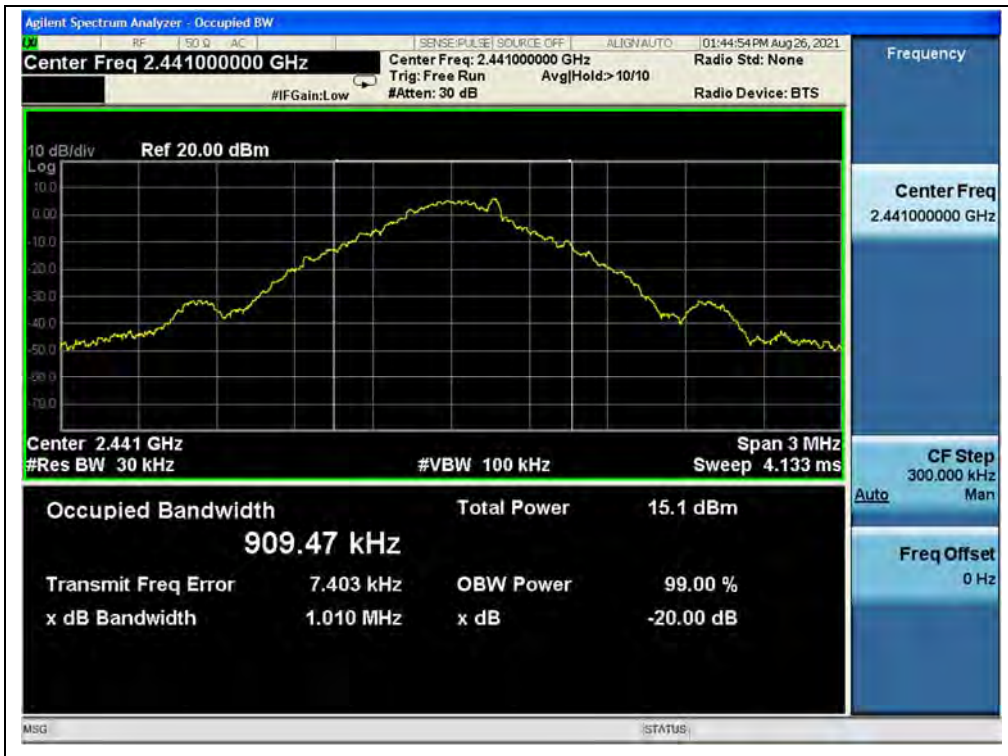 Agilent Spectrum Analyzer - Occupied BW
LXI RF 50 Ω AC SENSE:PULSE SOURCE OFF ALIGN AUTO 01:44:54 PM Aug 26, 2021
Center Freq 2.441000000 GHz
Center Freq: 2.441000000 GHz
Radio Std: None
Trig: Free Run Avg|Hold:> 10/10
#IFGain:Low #Atten: 30 dB Radio Device: BTS
10 dB/div Ref 20.00 dBm
Log
10.0
0.00
-10.0
-20.0
-30.0
-40.0
-50.0
-60.0
-70.0
Center 2.441 GHz Span 3 MHz
#Res BW 30 kHz #VBW 100 kHz Sweep 4.133 ms
Occupied Bandwidth Total Power 15.1 dBm
909.47 kHz
Transmit Freq Error 7.403 kHz OBW Power 99.00 %
x dB Bandwidth 1.010 MHz x dB -20.00 dB
MSG STATUS
Frequency
Center Freq
2.441000000 GHz
CF Step
300.000 kHz
Auto Man
Freq Offset
0 Hz